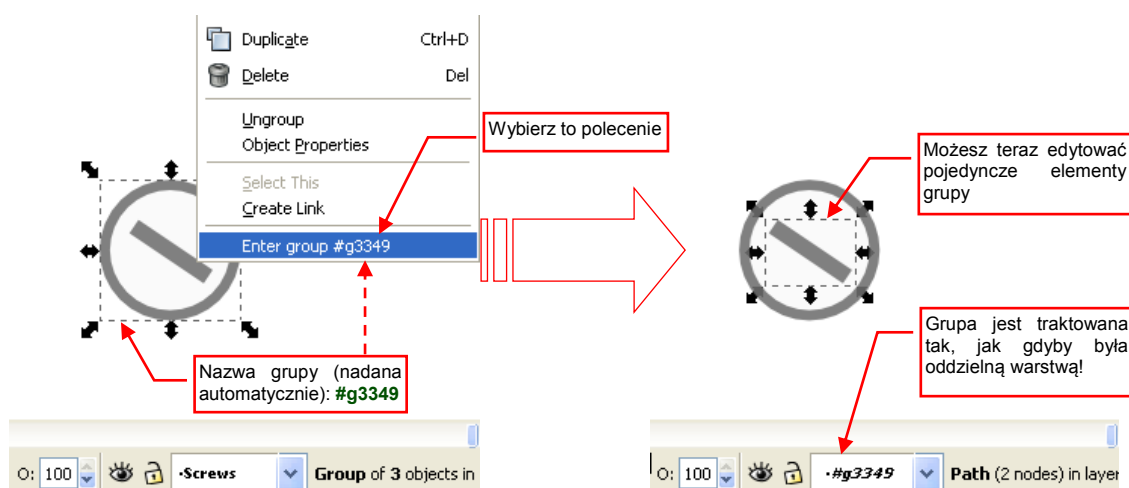 Duplicate Ctrl+D
Delete Del
Ungroup
Object Properties
Select This
Create Link
Enter group #g3349
Wybierz to polecenie
Możesz teraz edytować
pojedyncze elementy
grupy
Nazwa grupy (nadana
automatycznie): #g3349
Grupa jest traktowana
tak, jak gdyby była
oddzielną warstwą!
O: 100 ·Screws Group of 3 objects in
O: 100 ·#g3349 Path (2 nodes) in layer